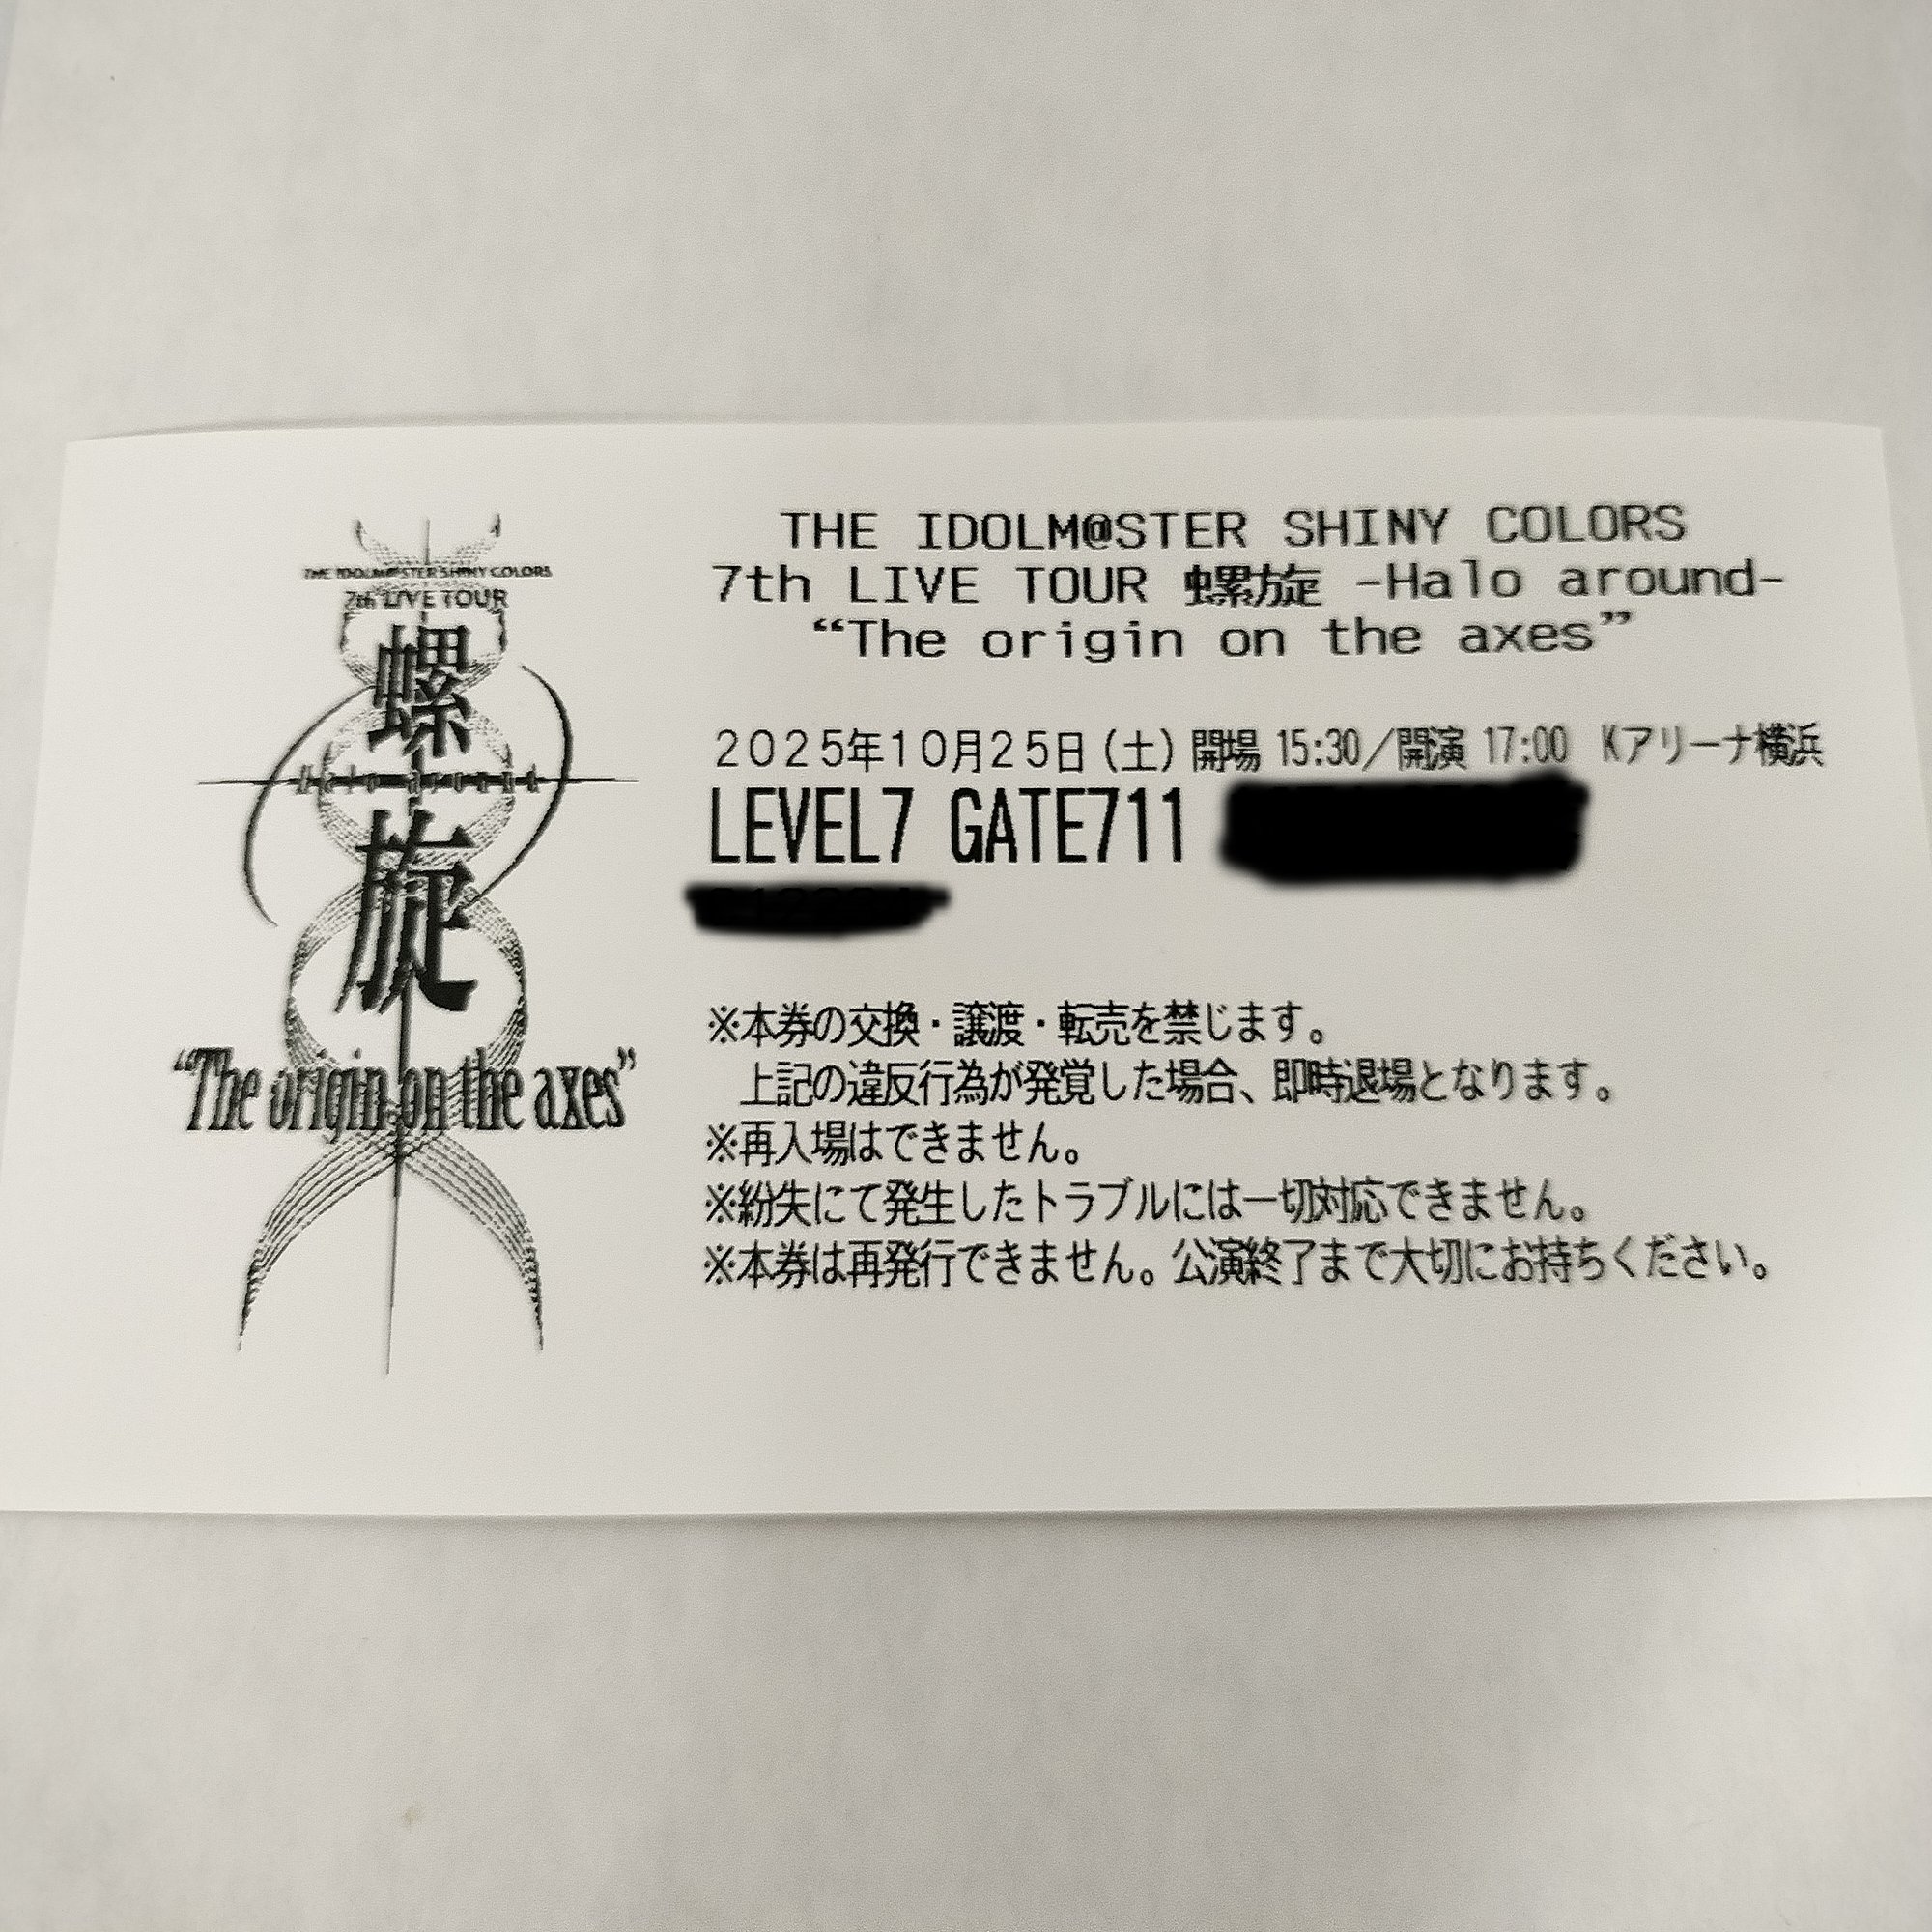 THE IDOLM@STER SHINY COLORS
7th LIVE TOUR
螺
Halo around
旋
“The origin on the axes”
THE IDOLM@STER SHINY COLORS
7th LIVE TOUR 螺旋 -Halo around-
“The origin on the axes”
2025年10月25日(土) 開場 15:30/開演 17:00 Kアリーナ横浜
LEVEL7 GATE711
※本券の交換・譲渡・転売を禁じます。
上記の違反行為が発覚した場合、即時退場となります。
※再入場はできません。
※紛失にて発生したトラブルには一切対応できません。
※本券は再発行できません。公演終了まで大切にお持ちください。